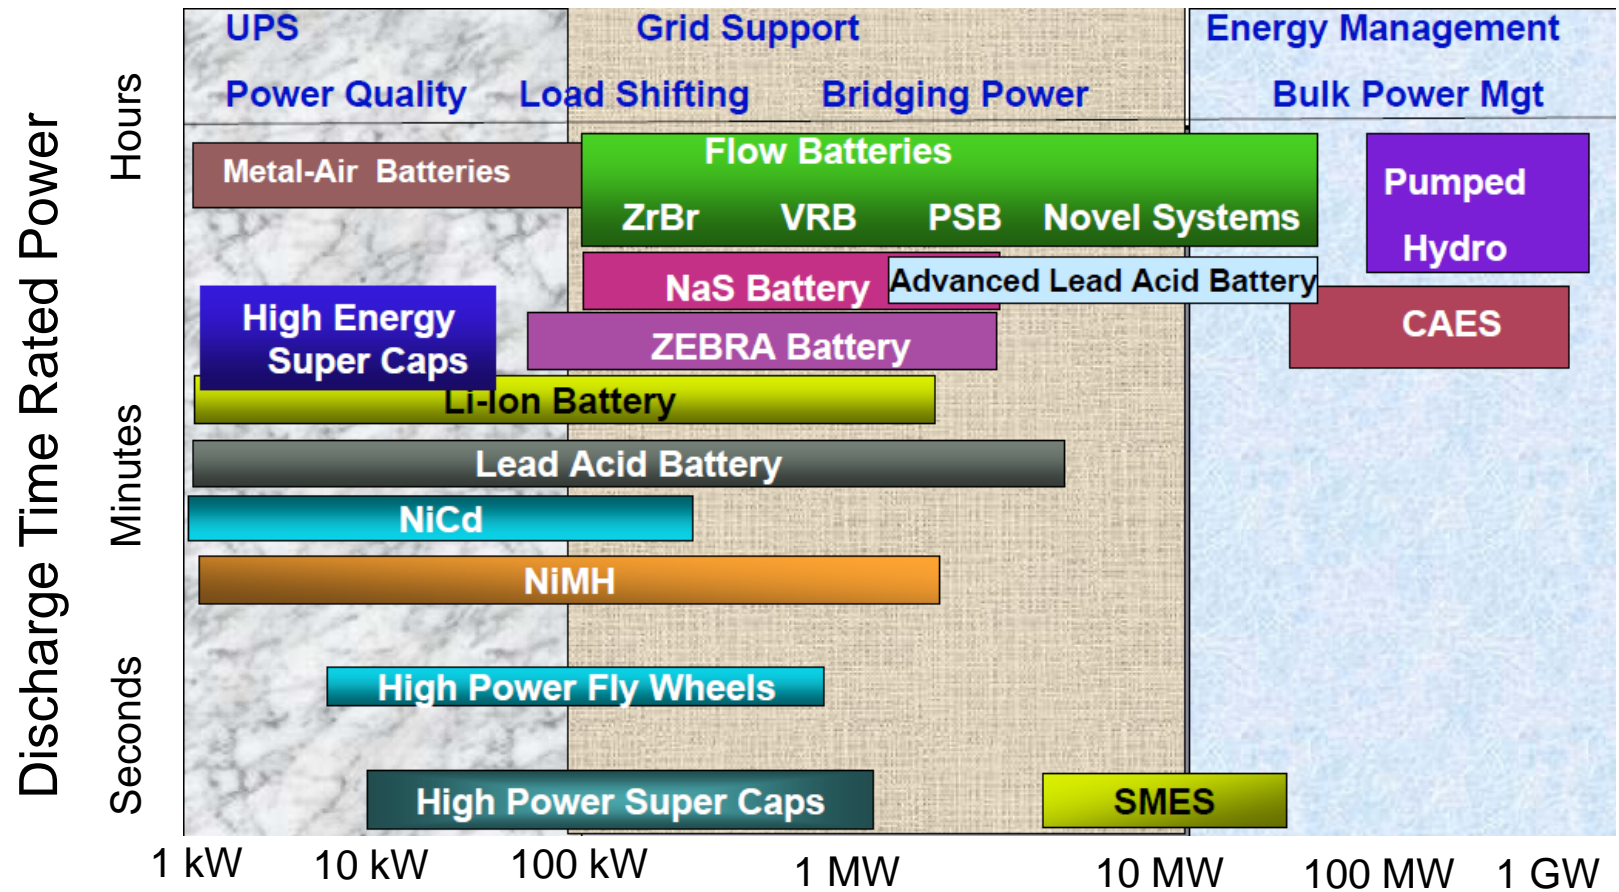 UPS
Grid Support
Energy Management
Power Quality
Load Shifting
Bridging Power
Bulk Power Mgt
Discharge Time Rated Power
Hours
Minutes
Seconds
Metal-Air Batteries
Flow Batteries
ZrBr VRB PSB Novel Systems
Pumped
Hydro
NaS Battery
Advanced Lead Acid Battery
High Energy
Super Caps
CAES
ZEBRA Battery
Li-Ion Battery
Lead Acid Battery
NiCd
NiMH
High Power Fly Wheels
High Power Super Caps
SMES
1 kW 10 kW 100 kW 1 MW 10 MW 100 MW 1 GW